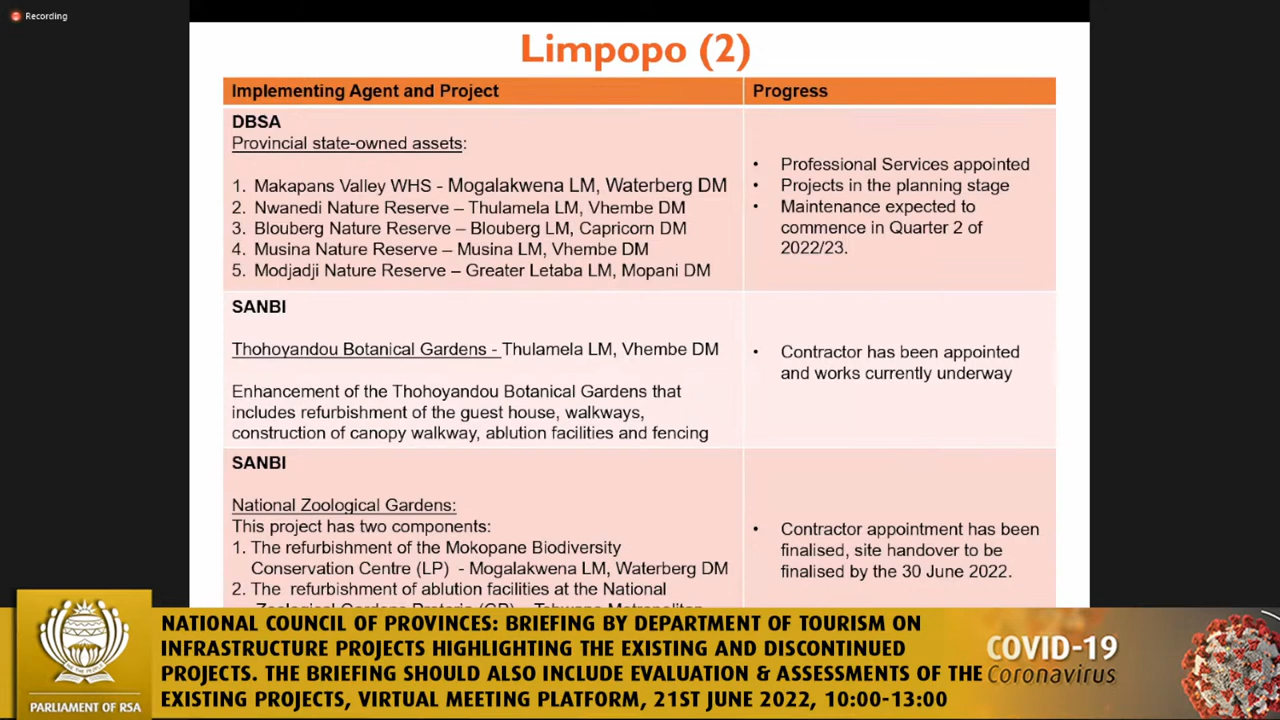 Recording
Limpopo (2)
Implementing Agent and Project
Progress
DBSA
Provincial state-owned assets:
1. Makapans Valley WHS - Mogalakwena LM, Waterberg DM
2. Nwanedi Nature Reserve – Thulamela LM, Vhembe DM
3. Blouberg Nature Reserve – Blouberg LM, Capricorn DM
4. Musina Nature Reserve – Musina LM, Vhembe DM
5. Modjadji Nature Reserve – Greater Letaba LM, Mopani DM
• Professional Services appointed
• Projects in the planning stage
• Maintenance expected to
commence in Quarter 2 of
2022/23.
SANBI
Thohoyandou Botanical Gardens - Thulamela LM, Vhembe DM
Enhancement of the Thohoyandou Botanical Gardens that
includes refurbishment of the guest house, walkways,
construction of canopy walkway, ablution facilities and fencing
• Contractor has been appointed
and works currently underway
SANBI
National Zoological Gardens:
This project has two components:
1. The refurbishment of the Mokopane Biodiversity
Conservation Centre (LP) - Mogalakwena LM, Waterberg DM
2. The refurbishment of ablution facilities at the National
Zoological Gardens Pretoria (GP) – Tshwane Metropolitan
• Contractor appointment has been
finalised, site handover to be
finalised by the 30 June 2022.
PARLIAMENT OF RSA
NATIONAL COUNCIL OF PROVINCES: BRIEFING BY DEPARTMENT OF TOURISM ON
INFRASTRUCTURE PROJECTS HIGHLIGHTING THE EXISTING AND DISCONTINUED
PROJECTS. THE BRIEFING SHOULD ALSO INCLUDE EVALUATION & ASSESSMENTS OF THE
EXISTING PROJECTS, VIRTUAL MEETING PLATFORM, 21ST JUNE 2022, 10:00-13:00
COVID-19
Coronavirus